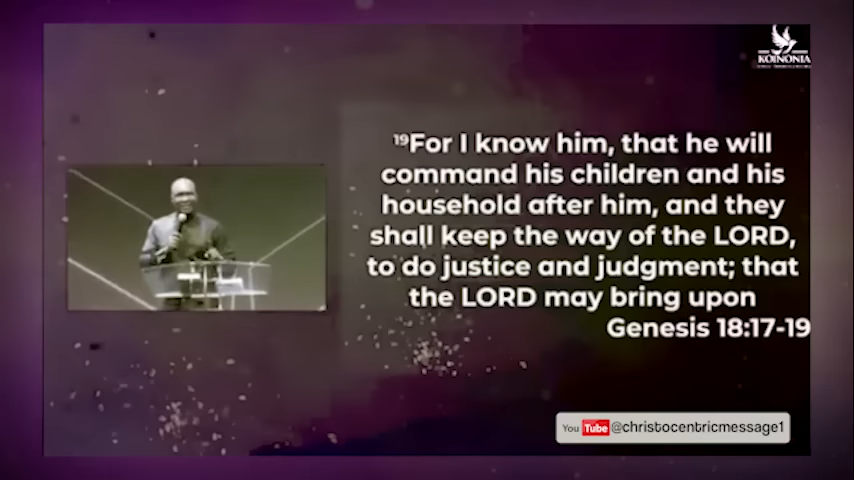 KOINONIA
¹⁹For I know him, that he will
command his children and his
household after him, and they
shall keep the way of the LORD,
to do justice and judgment; that
the LORD may bring upon
Genesis 18:17-19
You Tube @christocentricmessage1